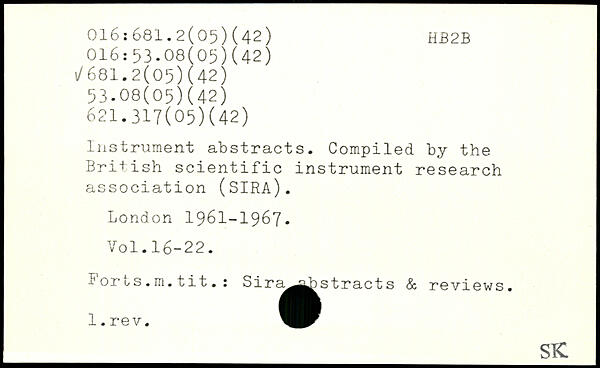 016:681.2(05)(42) HB2B
016:53.08(05)(42)
√681.2(05)(42)
53.08(05)(42)
621.317(05)(42)
Instrument abstracts. Compiled by the
British scientific instrument research
association (SIRA).
London 1961-1967.
Vol.16-22.
Forts.m.tit.: Sira abstracts & reviews.
1.rev.
SK